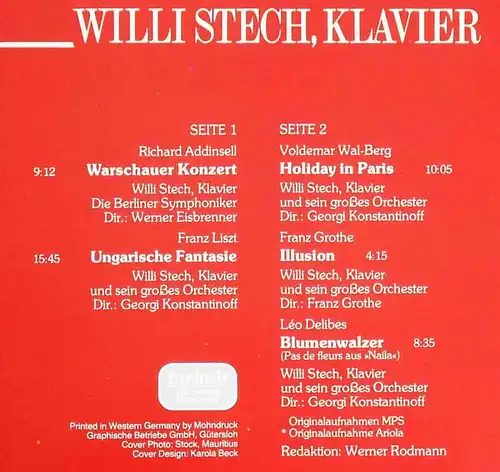 WILLI STECH, KLAVIER
SEITE 1
Richard Addinsell
9:12 Warschauer Konzert
Willi Stech, Klavier
Die Berliner Symphoniker
Dir.: Werner Eisbrenner
Franz Liszt
15:45 Ungarische Fantasie
Willi Stech, Klavier
und sein großes Orchester
Dir.: Georgi Konstantinoff
SEITE 2
Voldemar Wal-Berg
Holiday in Paris 10:05
Willi Stech, Klavier
und sein großes Orchester
Dir.: Georgi Konstantinoff
Franz Grothe
Illusion 4:15
Willi Stech, Klavier
und sein großes Orchester
Dir.: Franz Grothe
Léo Delibes
Blumenwalzer 8:35
(Pas de fleurs aus »Naila«)
Willi Stech, Klavier
und sein großes Orchester
Dir.: Georgi Konstantinoff
Originalaufnahmen MPS
* Originalaufnahme Ariola
Redaktion: Werner Rodmann
Printed in Western Germany by Mohndruck
Graphische Betriebe GmbH, Gütersloh
Cover Photo: Stock, Mauritius
Cover Design: Karola Beck